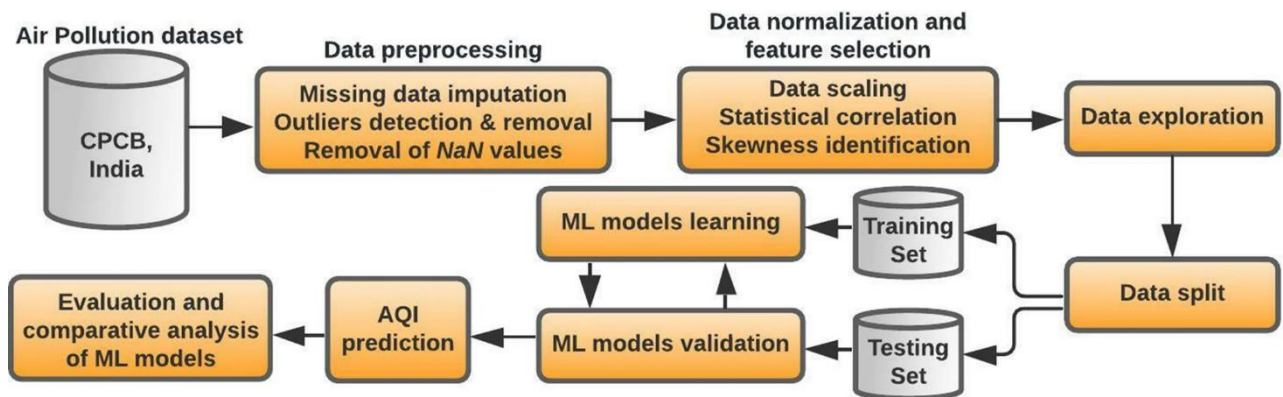 Air Pollution dataset
CPCB,
India
Data preprocessing
Missing data imputation
Outliers detection & removal
Removal of NaN values
Data normalization and
feature selection
Data scaling
Statistical correlation
Skewness identification
Data exploration
Data split
Training
Set
Testing
Set
ML models learning
ML models validation
AQI
prediction
Evaluation and
comparative analysis
of ML models